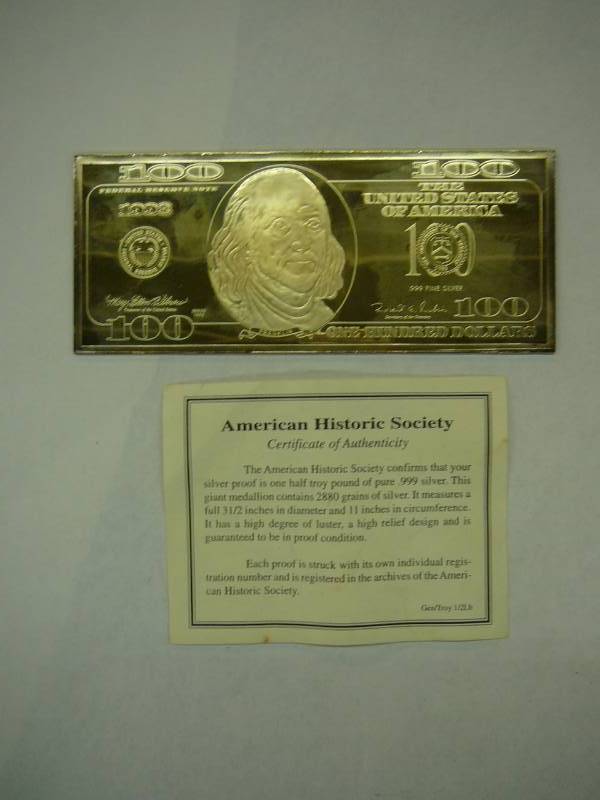 100 100
FEDERAL RESERVE NOTE
THE
UNITED STATES
OF AMERICA
100
999 FINE SILVER
100
FRANKLIN
100
ONE HUNDRED DOLLARS
American Historic Society
Certificate of Authenticity
The American Historic Society confirms that your
silver proof is one half troy pound of pure .999 silver. This
giant medallion contains 2880 grains of silver. It measures a
full 31/2 inches in diameter and 11 inches in circumference.
It has a high degree of luster, a high relief design and is
guaranteed to be in proof condition.
Each proof is struck with its own individual regis-
tration number and is registered in the archives of the Ameri-
can Historic Society.
Gen/Troy 1/2Lb